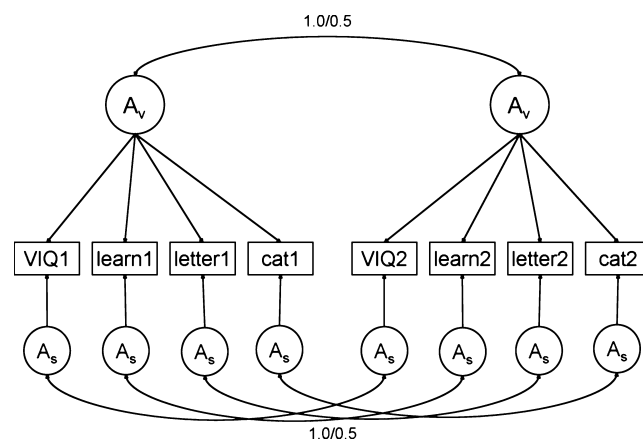 1.0/0.5
Av Av
VIQ1 learn1 letter1 cat1 VIQ2 learn2 letter2 cat2
As As As As As As As As
1.0/0.5